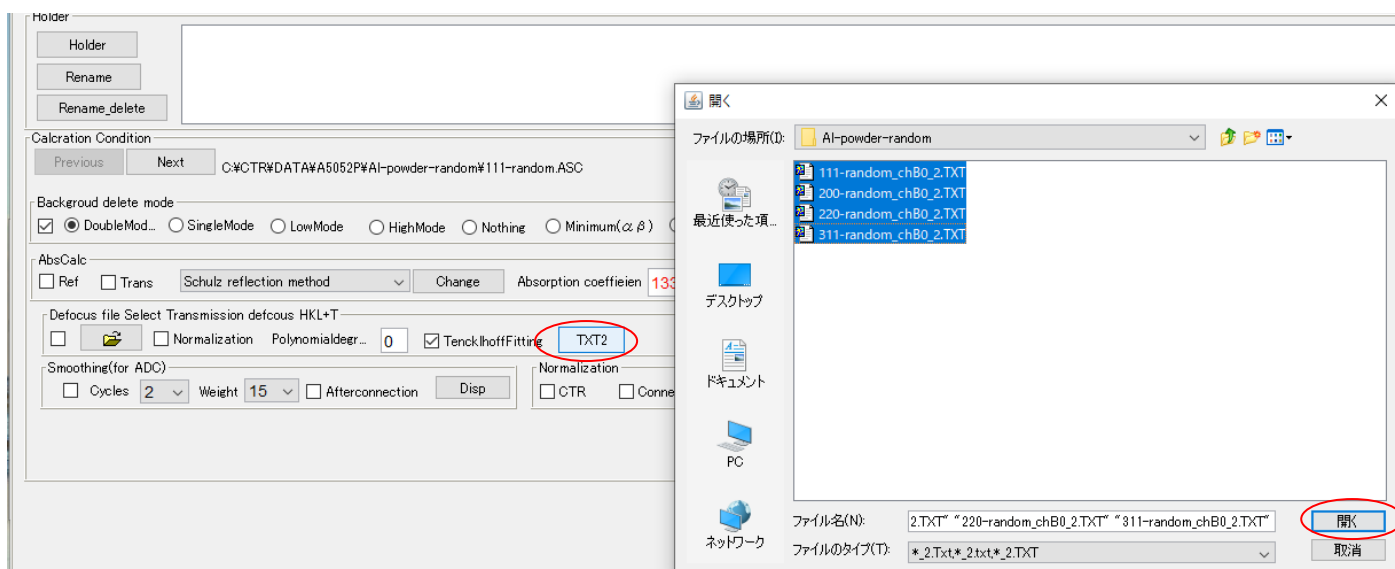 Holder
Holder
Rename
Rename_delete
Calcration Condition
Previous Next C:¥CTR¥DATA¥A5052P¥Al-powder-random¥111-random.ASC
Backgroud delete mode
DoubleMod... SingleMode LowMode HighMode Nothing Minimum(αβ)
AbsCalc
Ref Trans Schulz reflection method Change Absorption coeffieien 133
Defocus file Select Transmission defcous HKL+T
Normalization Polynomialdegr... 0 TenckIhoffFitting TXT2
Smoothing(for ADC)
Cycles 2 Weight 15 Afterconnection Disp
Normalization
CTR Conne
開く
ファイルの場所(I): Al-powder-random
111-random_chB0_2.TXT
200-random_chB0_2.TXT
220-random_chB0_2.TXT
311-random_chB0_2.TXT
最近使った項...
デスクトップ
ドキュメント
PC
ネットワーク
ファイル名(N): 2.TXT" "220-random_chB0_2.TXT" "311-random_chB0_2.TXT" 開く
ファイルのタイプ(T): *_2.Txt,*_2.txt,*_2.TXT 取消